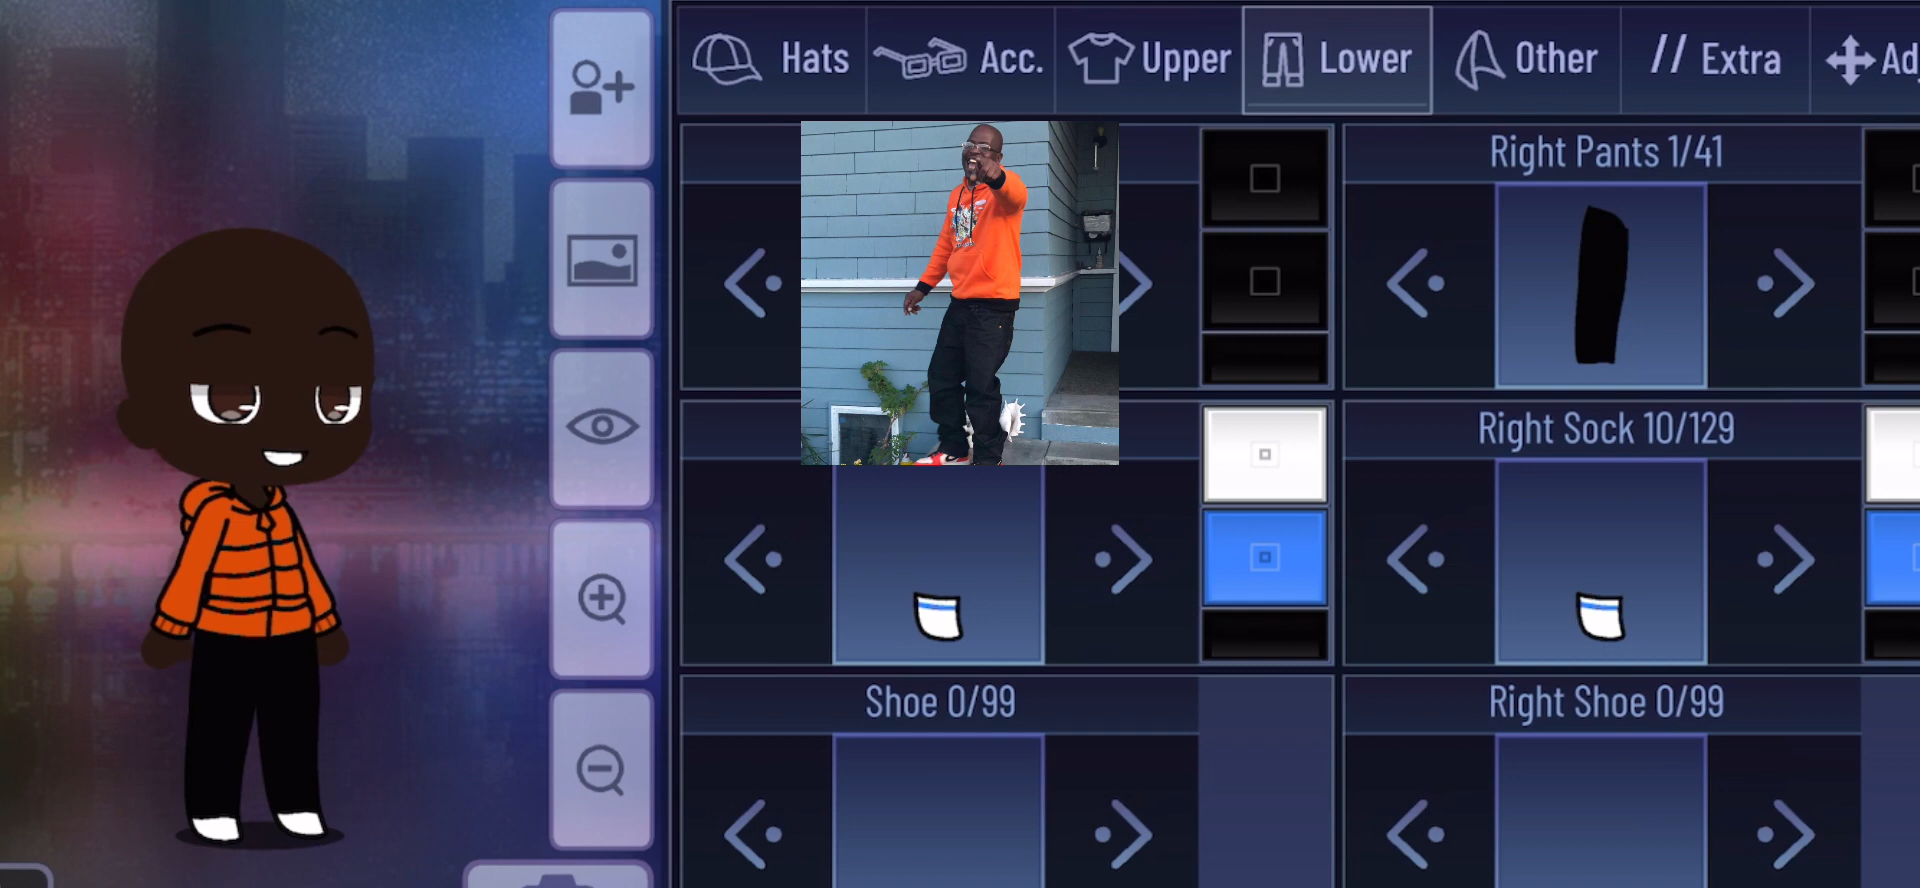 Hats
Acc.
Upper
Lower
Other
// Extra
Ad
Right Pants 1/41
Right Sock 10/129
Shoe 0/99
Right Shoe 0/99